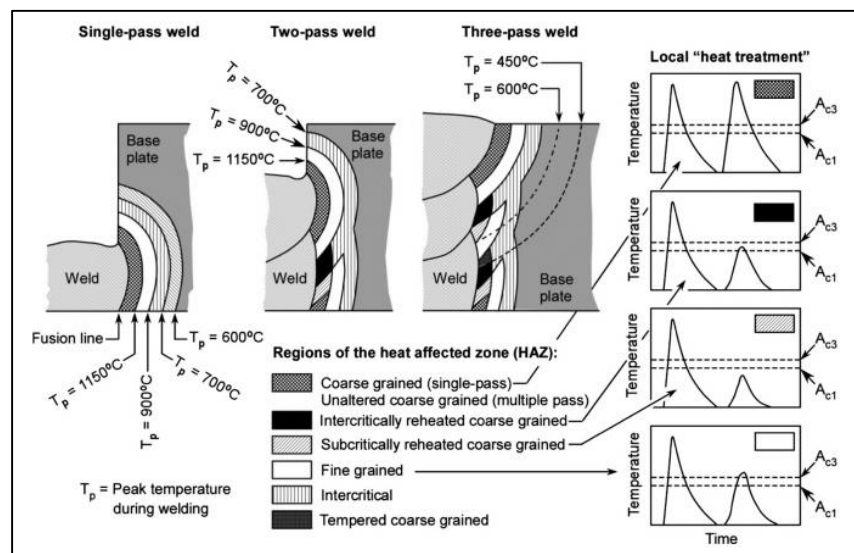 Single-pass weld
Two-pass weld
Three-pass weld
Tp = 450ºC
Tp = 600ºC
Local "heat treatment"
Tp = 700ºC
Tp = 900ºC
Tp = 1150ºC
Base
plate
Base
plate
Base
plate
Weld
Weld
Weld
Fusion line
Tp = 1150ºC
Tp = 900ºC
Tp = 700ºC
Tp = 600ºC
Tp = Peak temperature
during welding
Regions of the heat affected zone (HAZ):
Coarse grained (single-pass)
Unaltered coarse grained (multiple pass)
Intercritically reheated coarse grained
Subcritically reheated coarse grained
Fine grained
Intercritical
Tempered coarse grained
Temperature
Ac3
Ac1
Temperature
Ac3
Ac1
Temperature
Ac3
Ac1
Temperature
Ac3
Ac1
Time